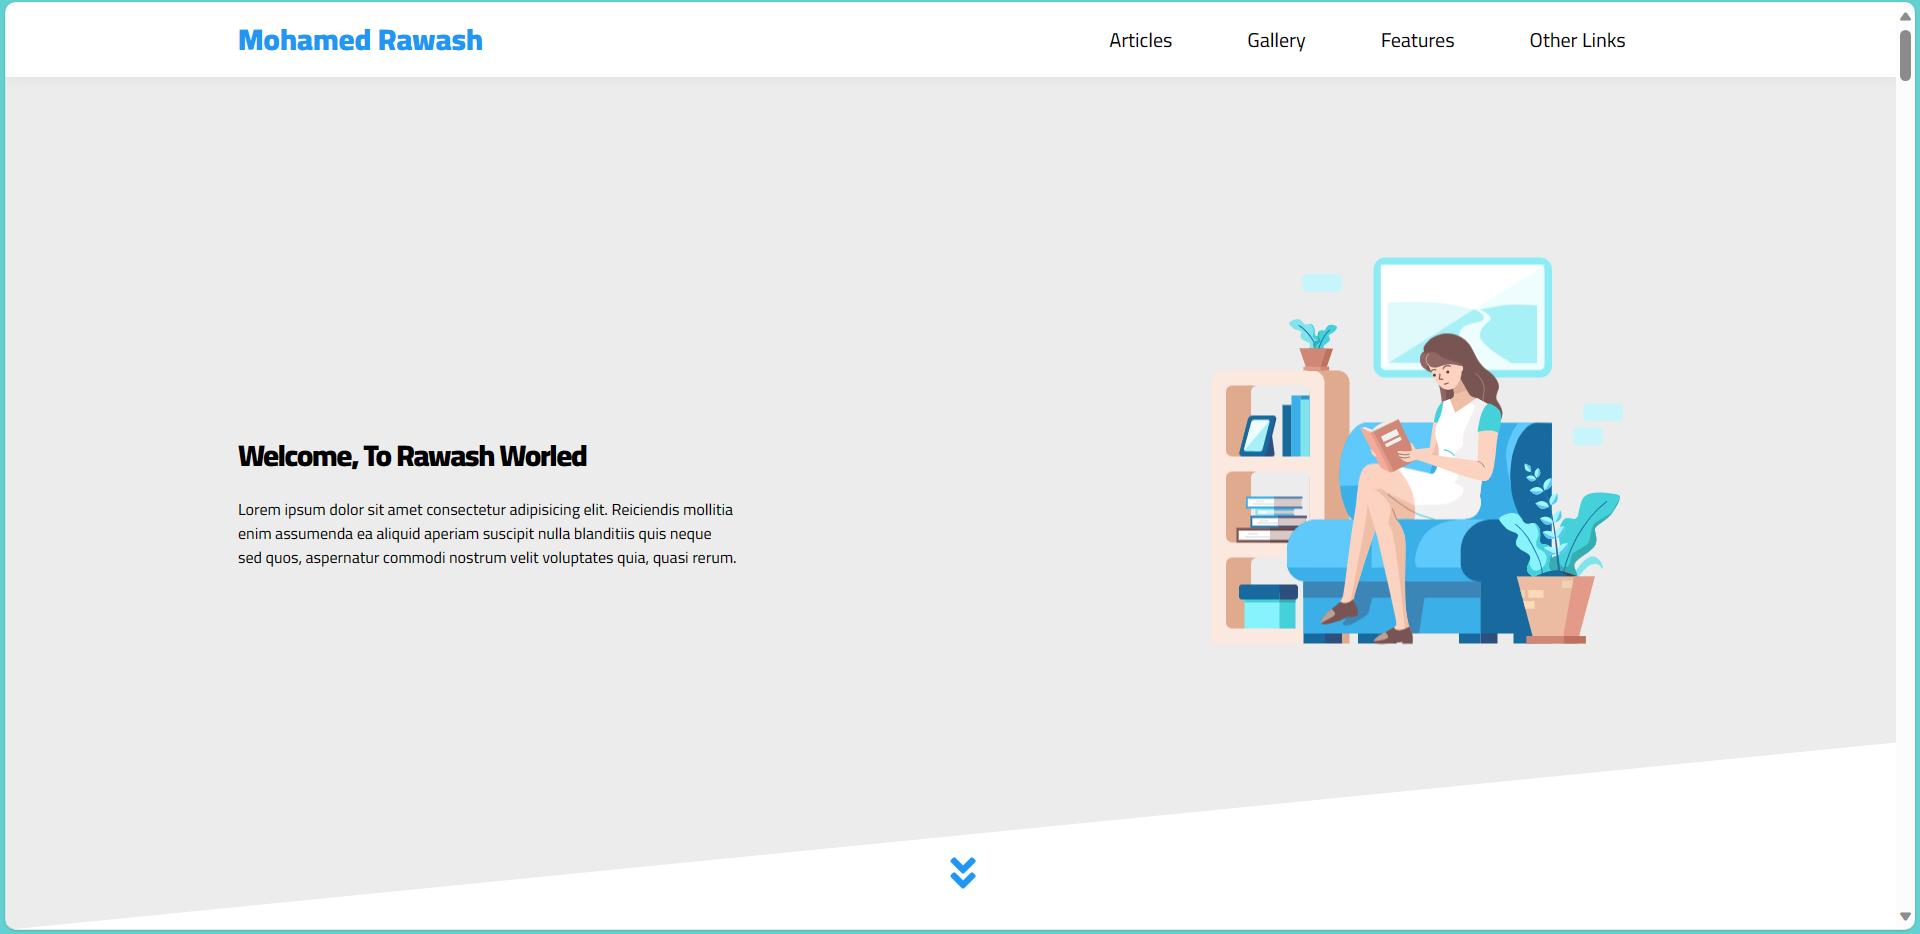 Mohamed Rawash
Articles
Gallery
Features
Other Links
Welcome, To Rawash Worled
Lorem ipsum dolor sit amet consectetur adipisicing elit. Reiciendis mollitia
enim assumenda ea aliquid aperiam suscipit nulla blanditiis quis neque
sed quos, aspernatur commodi nostrum velit voluptates quia, quasi rerum.